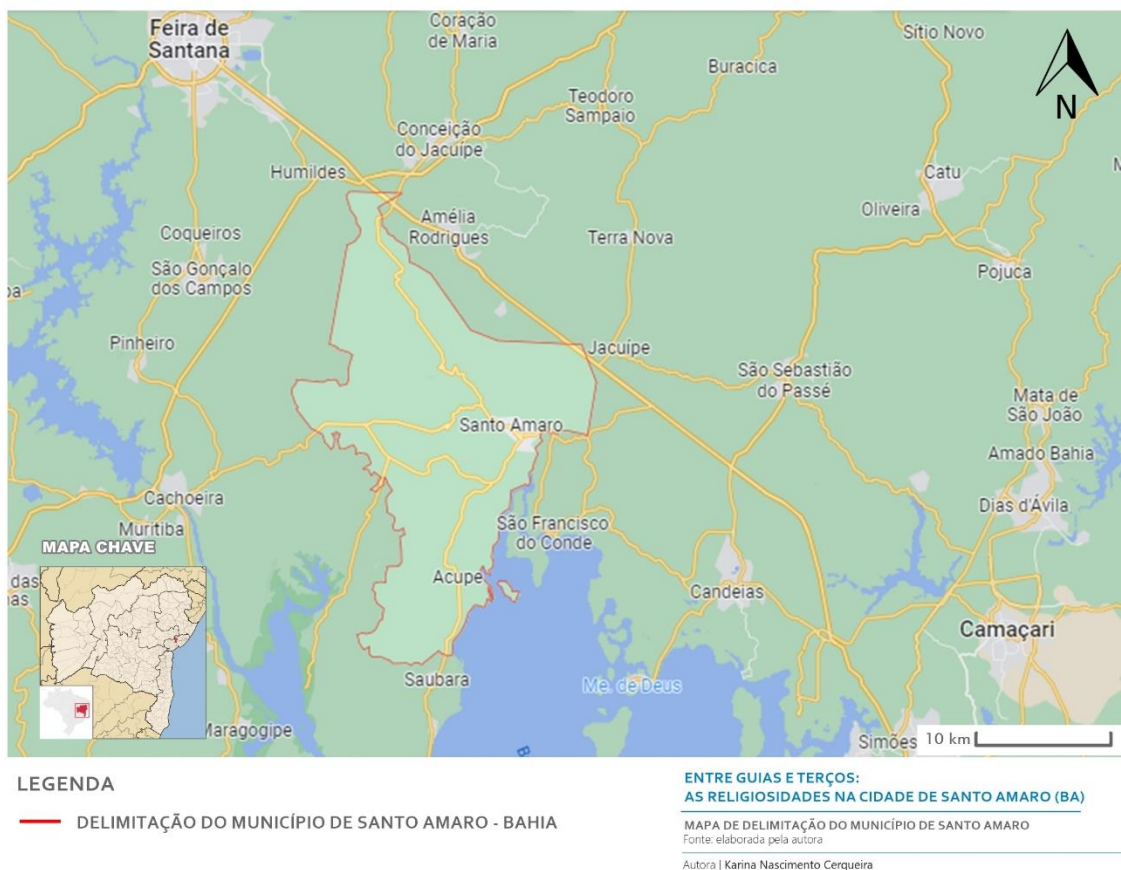 Feira de
Santana
Coração
de Maria
Sítio Novo
Buracica
N
Teodoro
Sampaio
Conceição
do Jacuípe
Humildes
Catu
Amélia
Rodrigues
Oliveira
Coqueiros
Terra Nova
São Gonçalo
dos Campos
Pojuca
Pinheiro
Jacuípe
São Sebastião
do Passé
Mata de
São João
Santo Amaro
Amado Bahia
Cachoeira
Dias d'Ávila
São Francisco
do Conde
Muritiba
MAPA CHAVE
Acupe
Candeias
Camaçari
Saubara
Me. de Deus
Maragogipe
Simões
10 km
LEGENDA
DELIMITAÇÃO DO MUNICÍPIO DE SANTO AMARO - BAHIA
ENTRE GUIAS E TERÇOS:
AS RELIGIOSIDADES NA CIDADE DE SANTO AMARO (BA)
MAPA DE DELIMITAÇÃO DO MUNICÍPIO DE SANTO AMARO
Fonte: elaborada pela autora
Autora | Karina Nascimento Cerqueira